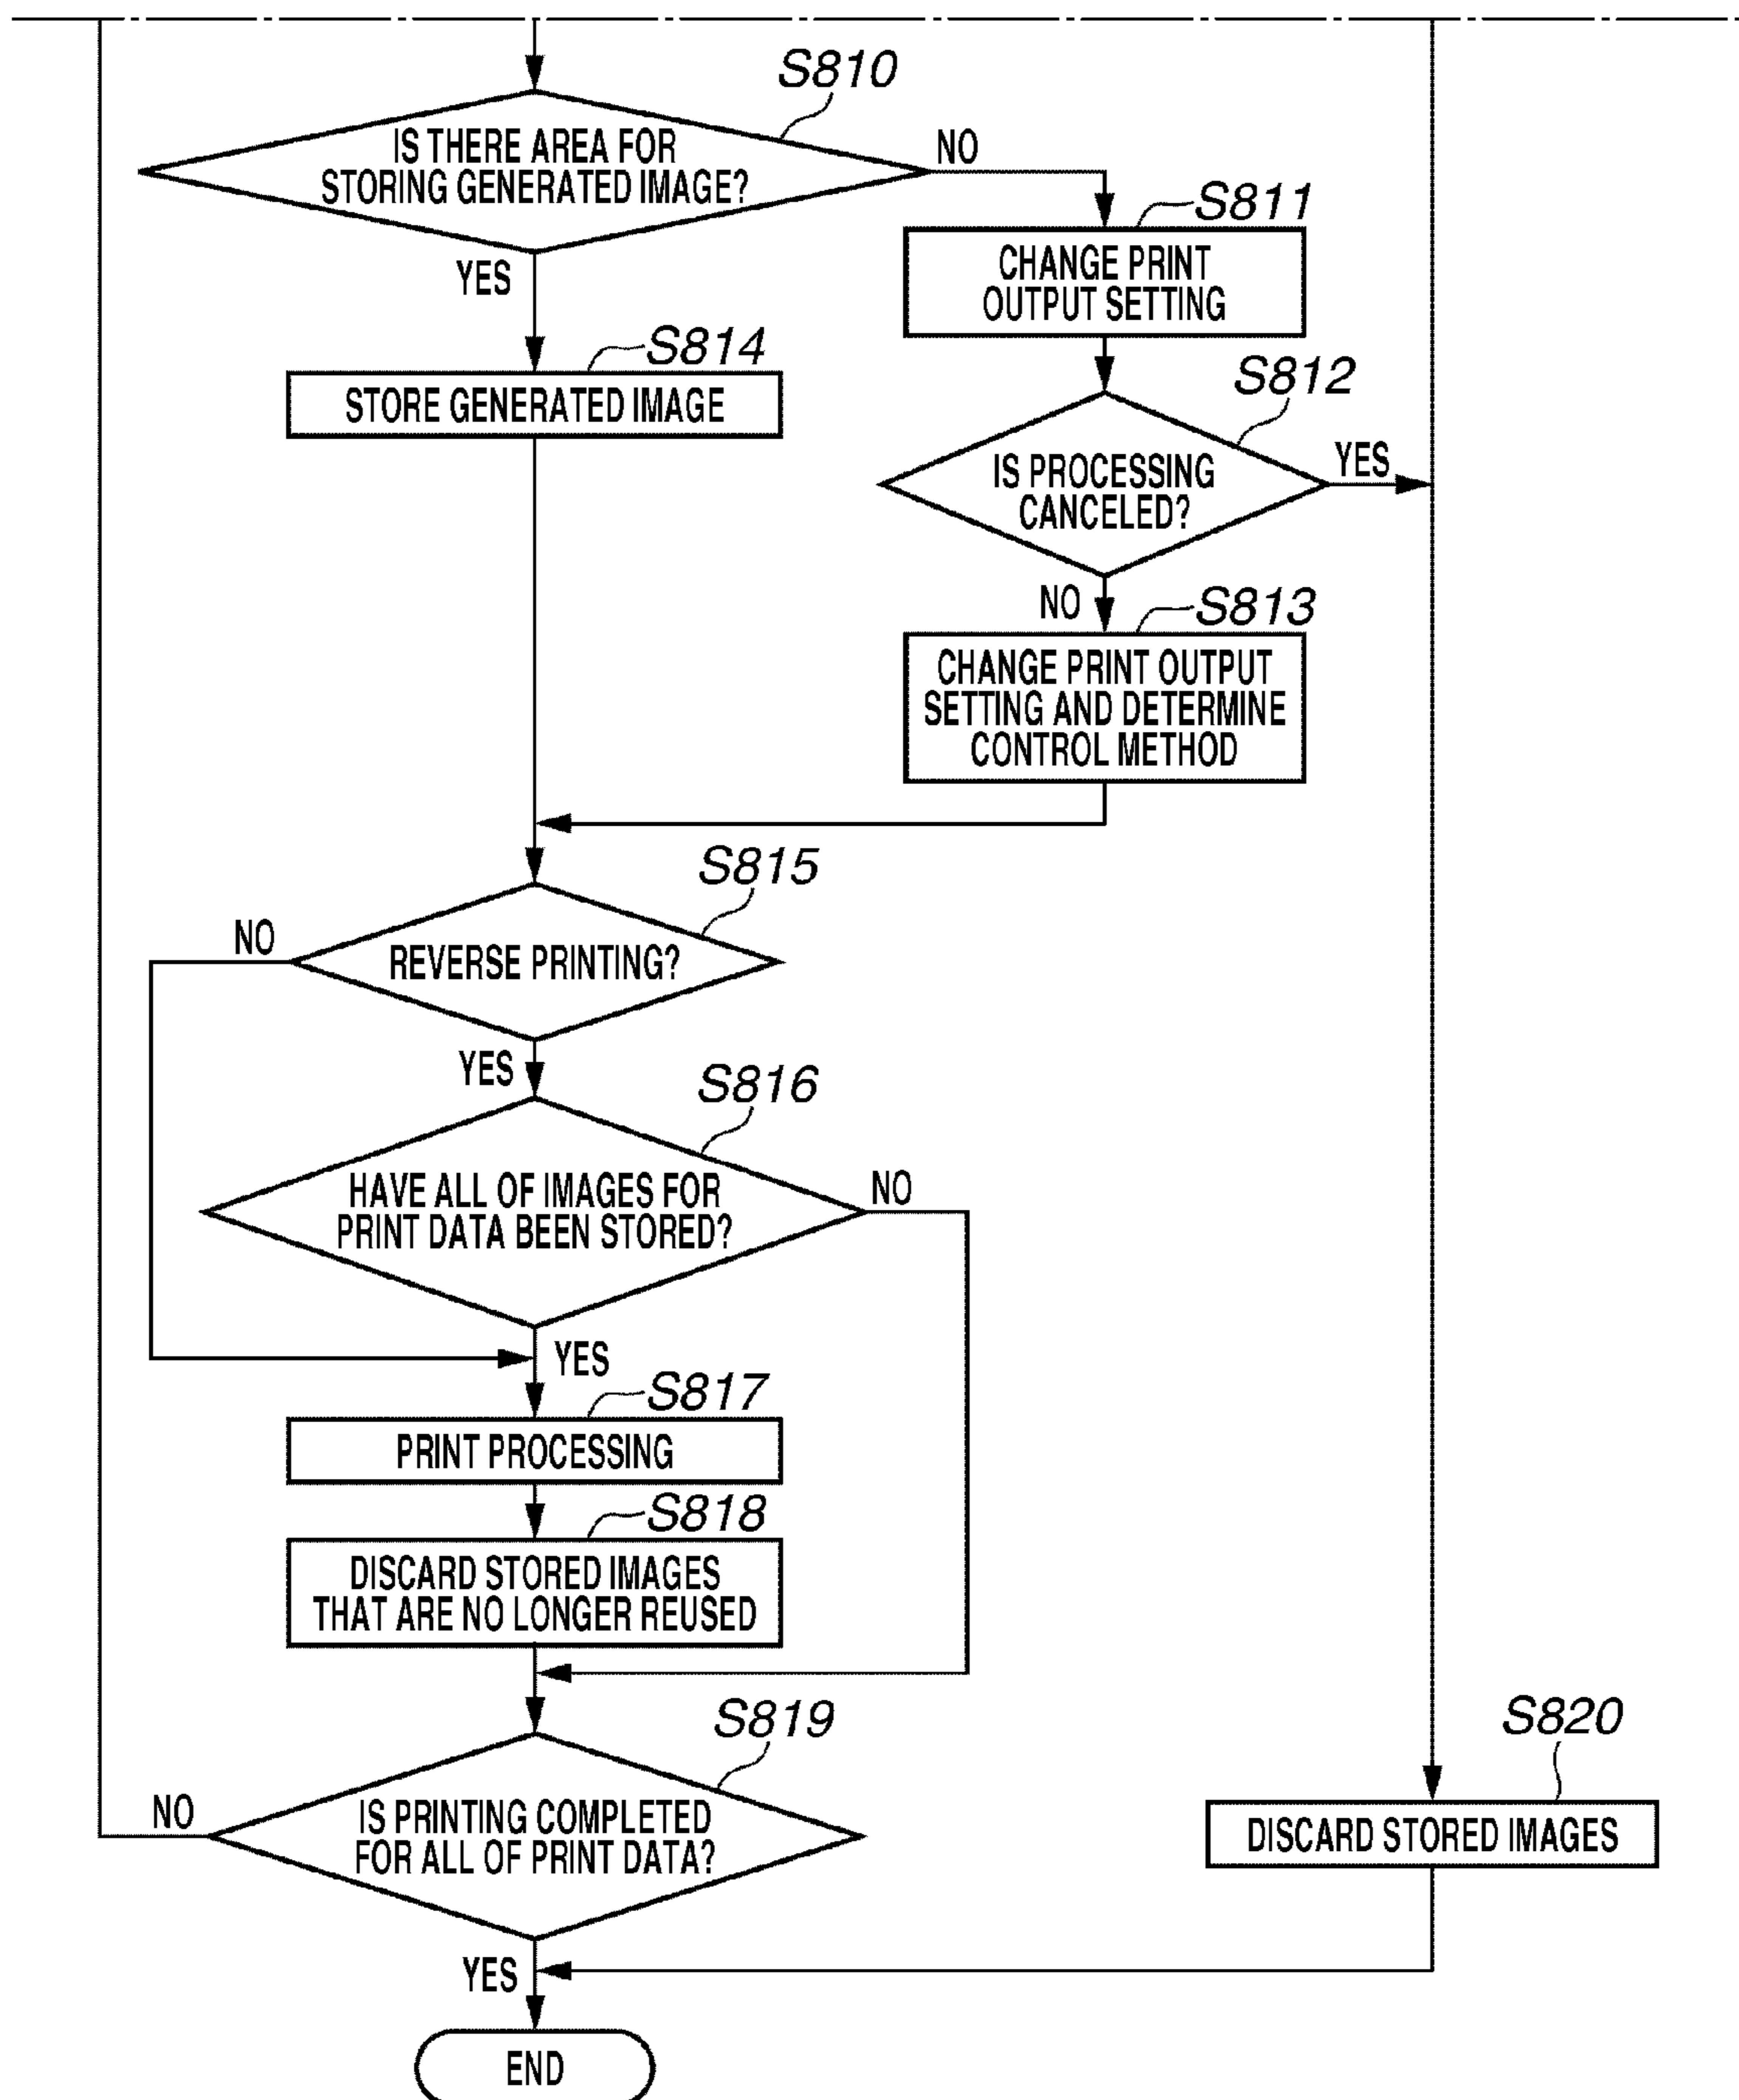 S810
IS THERE AREA FOR
STORING GENERATED IMAGE?
NO
YES
S811
CHANGE PRINT
OUTPUT SETTING
S814
STORE GENERATED IMAGE
S812
IS PROCESSING
CANCELED?
YES
NO
S813
CHANGE PRINT OUTPUT
SETTING AND DETERMINE
CONTROL METHOD
S815
REVERSE PRINTING?
NO
YES
S816
HAVE ALL OF IMAGES FOR
PRINT DATA BEEN STORED?
NO
YES
S817
PRINT PROCESSING
S818
DISCARD STORED IMAGES
THAT ARE NO LONGER REUSED
S819
IS PRINTING COMPLETED
FOR ALL OF PRINT DATA?
NO
YES
S820
DISCARD STORED IMAGES
END